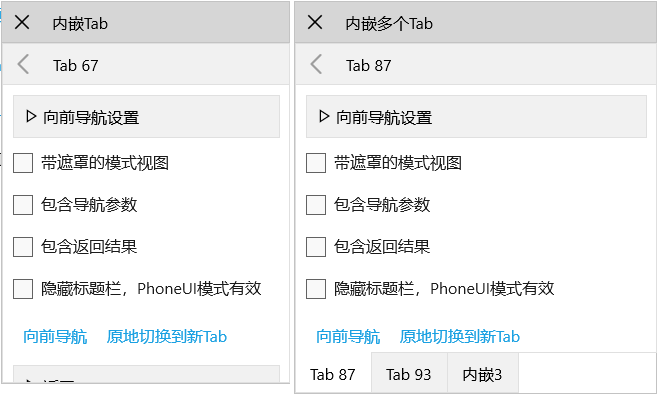 内嵌Tab
Tab 67
向前导航设置
带遮罩的模式视图
包含导航参数
包含返回结果
隐藏标题栏，PhoneUI模式有效
向前导航 原地切换到新Tab
内嵌多个Tab
Tab 87
向前导航设置
带遮罩的模式视图
包含导航参数
包含返回结果
隐藏标题栏，PhoneUI模式有效
向前导航 原地切换到新Tab
Tab 87 Tab 93 内嵌3